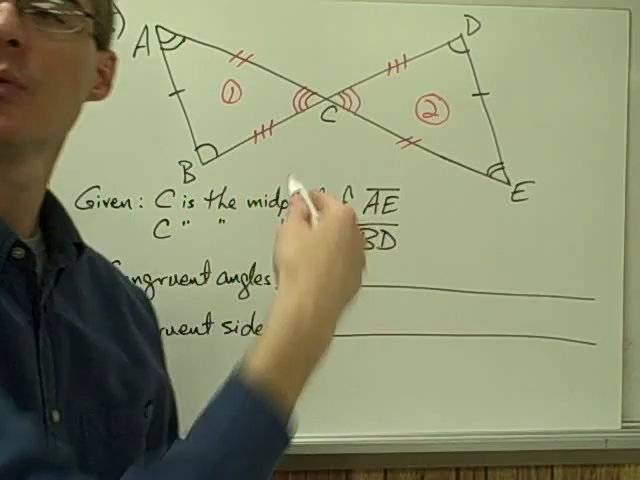 A
D
1
2
C
B
E
Given: C is the midp f AE
C " " BD
ngruent angles
uent side